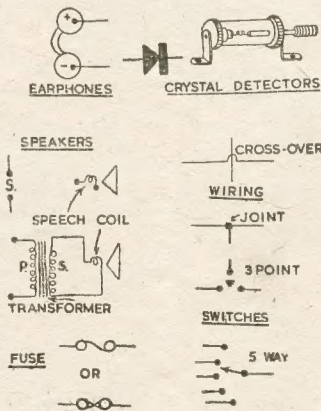 +
-
EARPHONES
CRYSTAL DETECTORS
SPEAKERS
S.
SPEECH COIL
P. S.
TRANSFORMER
FUSE
OR
CROSS-OVER
WIRING
JOINT
3 POINT
SWITCHES
5 WAY